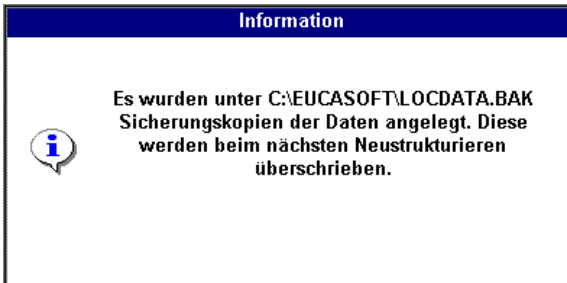 Information
Es wurden unter C:\EUCASOFT\LOCDATA.BAK
Sicherungskopien der Daten angelegt. Diese
werden beim nächsten Neustrukturieren
überschrieben.